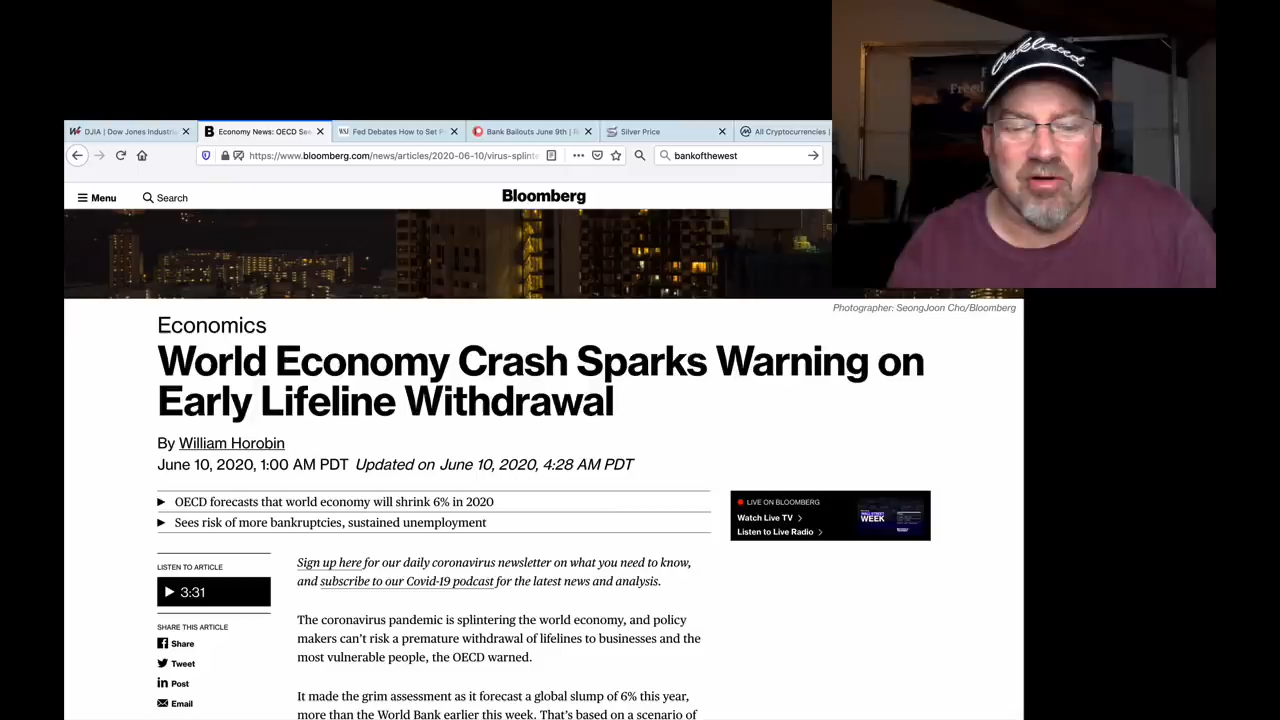 Oakland
Freed
DJIA | Dow Jones Industri
Economy News: OECD See
WSJ Fed Debates How to Set P
Bank Bailouts June 9th | R
Silver Price
All Cryptocurrencies |
https://www.bloomberg.com/news/articles/2020-06-10/virus-splinte
bankofthewest
Menu
Search
Bloomberg
Photographer: SeongJoon Cho/Bloomberg
Economics
World Economy Crash Sparks Warning on
Early Lifeline Withdrawal
By William Horobin
June 10, 2020, 1:00 AM PDT Updated on June 10, 2020, 4:28 AM PDT
OECD forecasts that world economy will shrink 6% in 2020
Sees risk of more bankruptcies, sustained unemployment
LIVE ON BLOOMBERG
Watch Live TV
Listen to Live Radio
WALL STREET
WEEK
LISTEN TO ARTICLE
3:31
SHARE THIS ARTICLE
Share
Tweet
in Post
Email
Sign up here for our daily coronavirus newsletter on what you need to know,
and subscribe to our Covid-19 podcast for the latest news and analysis.
The coronavirus pandemic is splintering the world economy, and policy
makers can't risk a premature withdrawal of lifelines to businesses and the
most vulnerable people, the OECD warned.
It made the grim assessment as it forecast a global slump of 6% this year,
more than the World Bank earlier this week. That's based on a scenario of